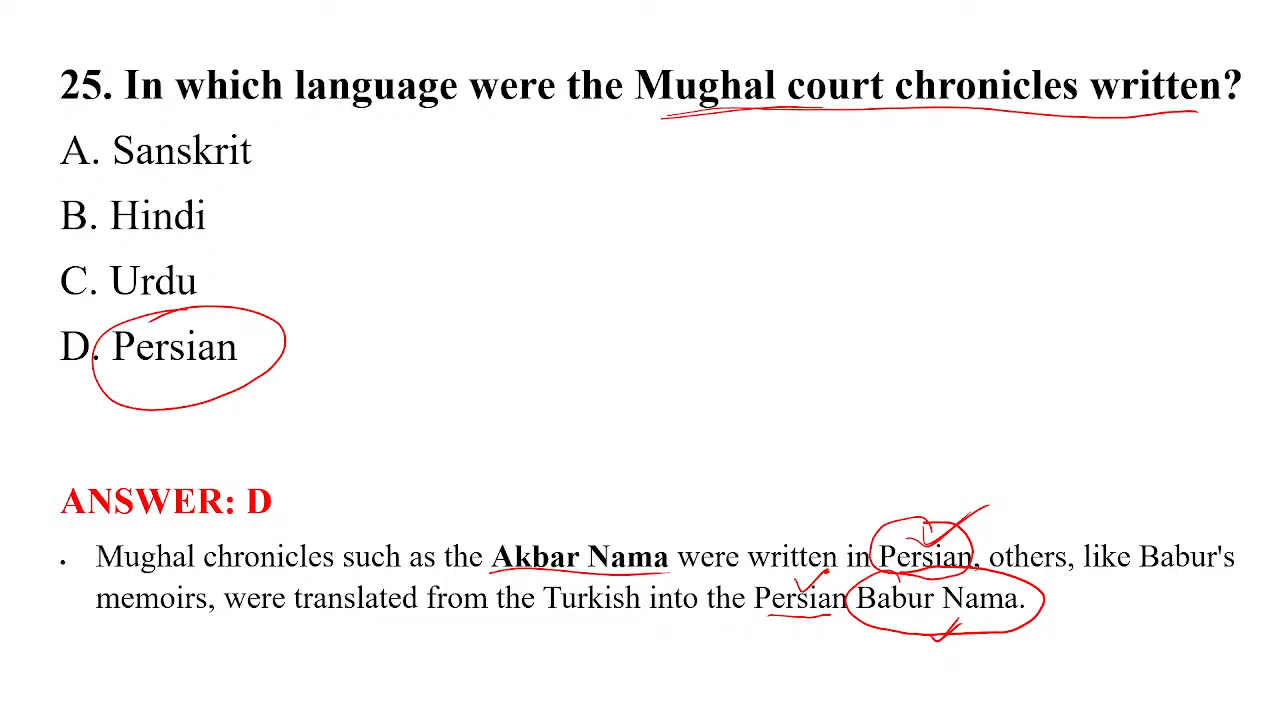 25. In which language were the Mughal court chronicles written?
A. Sanskrit
B. Hindi
C. Urdu
D. Persian
ANSWER: D
• Mughal chronicles such as the Akbar Nama were written in Persian, others, like Babur's
memoirs, were translated from the Turkish into the Persian Babur Nama.